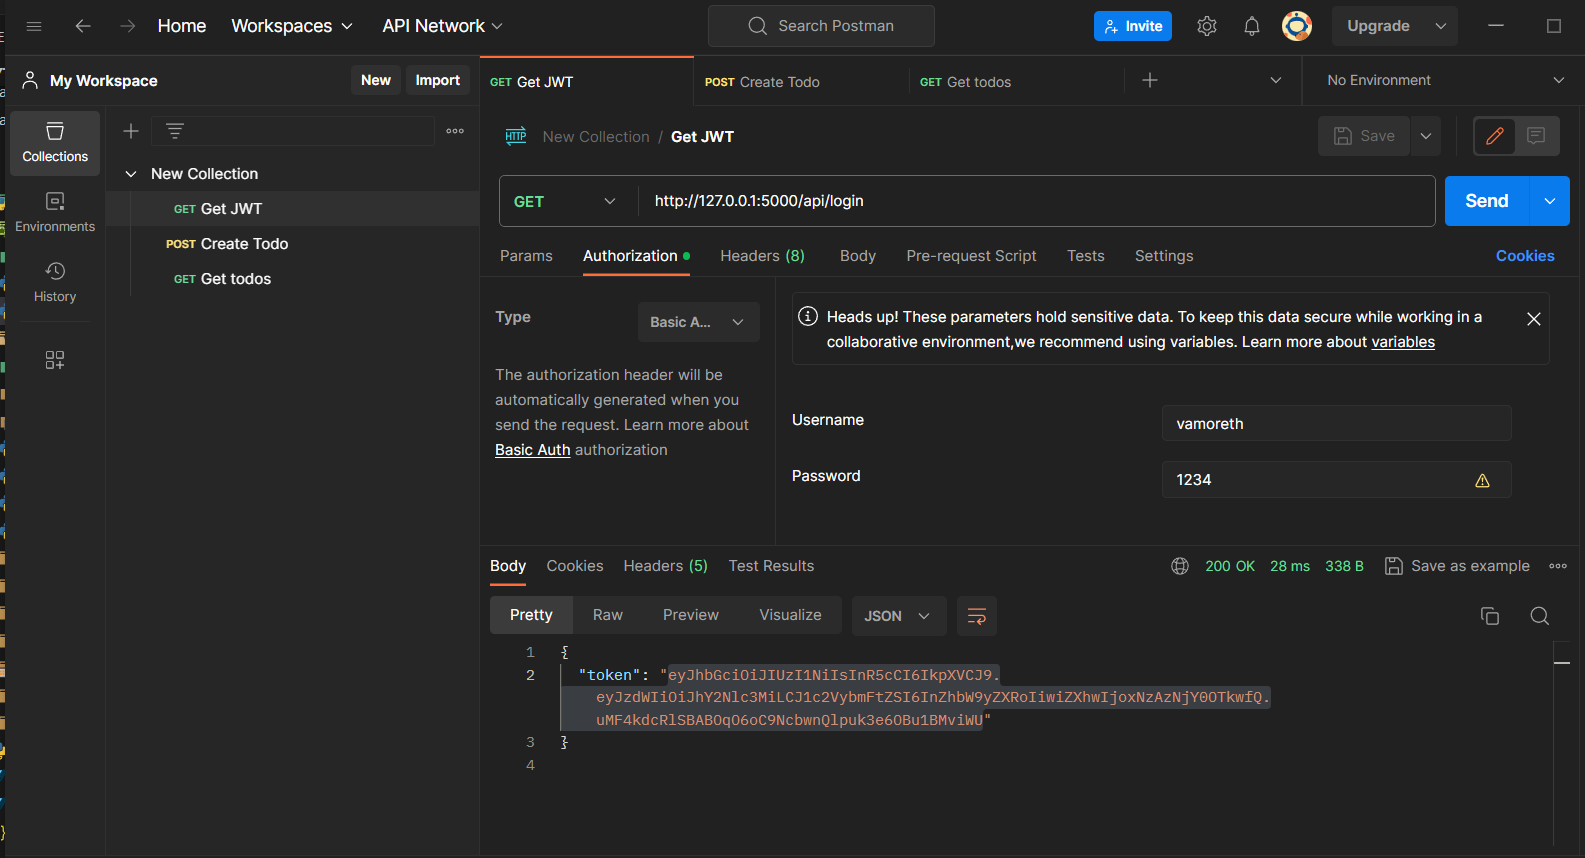 Home Workspaces API Network Search Postman Invite Upgrade
My Workspace New Import GET Get JWT POST Create Todo GET Get todos No Environment
Collections
Environments
History
New Collection
GET Get JWT
POST Create Todo
GET Get todos
HTTP New Collection / Get JWT Save
GET http://127.0.0.1:5000/api/login Send
Params Authorization Headers (8) Body Pre-request Script Tests Settings Cookies
Type Basic A...
The authorization header will be
automatically generated when you
send the request. Learn more about
Basic Auth authorization
Heads up! These parameters hold sensitive data. To keep this data secure while working in a
collaborative environment,we recommend using variables. Learn more about variables
Username vamoreth
Password 1234
Body Cookies Headers (5) Test Results 200 OK 28 ms 338 B Save as example
Pretty Raw Preview Visualize JSON
1 {
2 "token": "eyJhbGciOiJIUzI1NiIsInR5cCI6IkpXVCJ9.
eyJzdWIiOiJhY2Nlc3MiLCJ1c2VybmFtZSI6InZhbW9yZXRoIiwiZXhwIjoxNzAzNjY0OTkwfQ.
uMF4kdcRlSBABOqO6oC9NcbwnQlpuk3e6OBu1BMviWU"
3 }
4